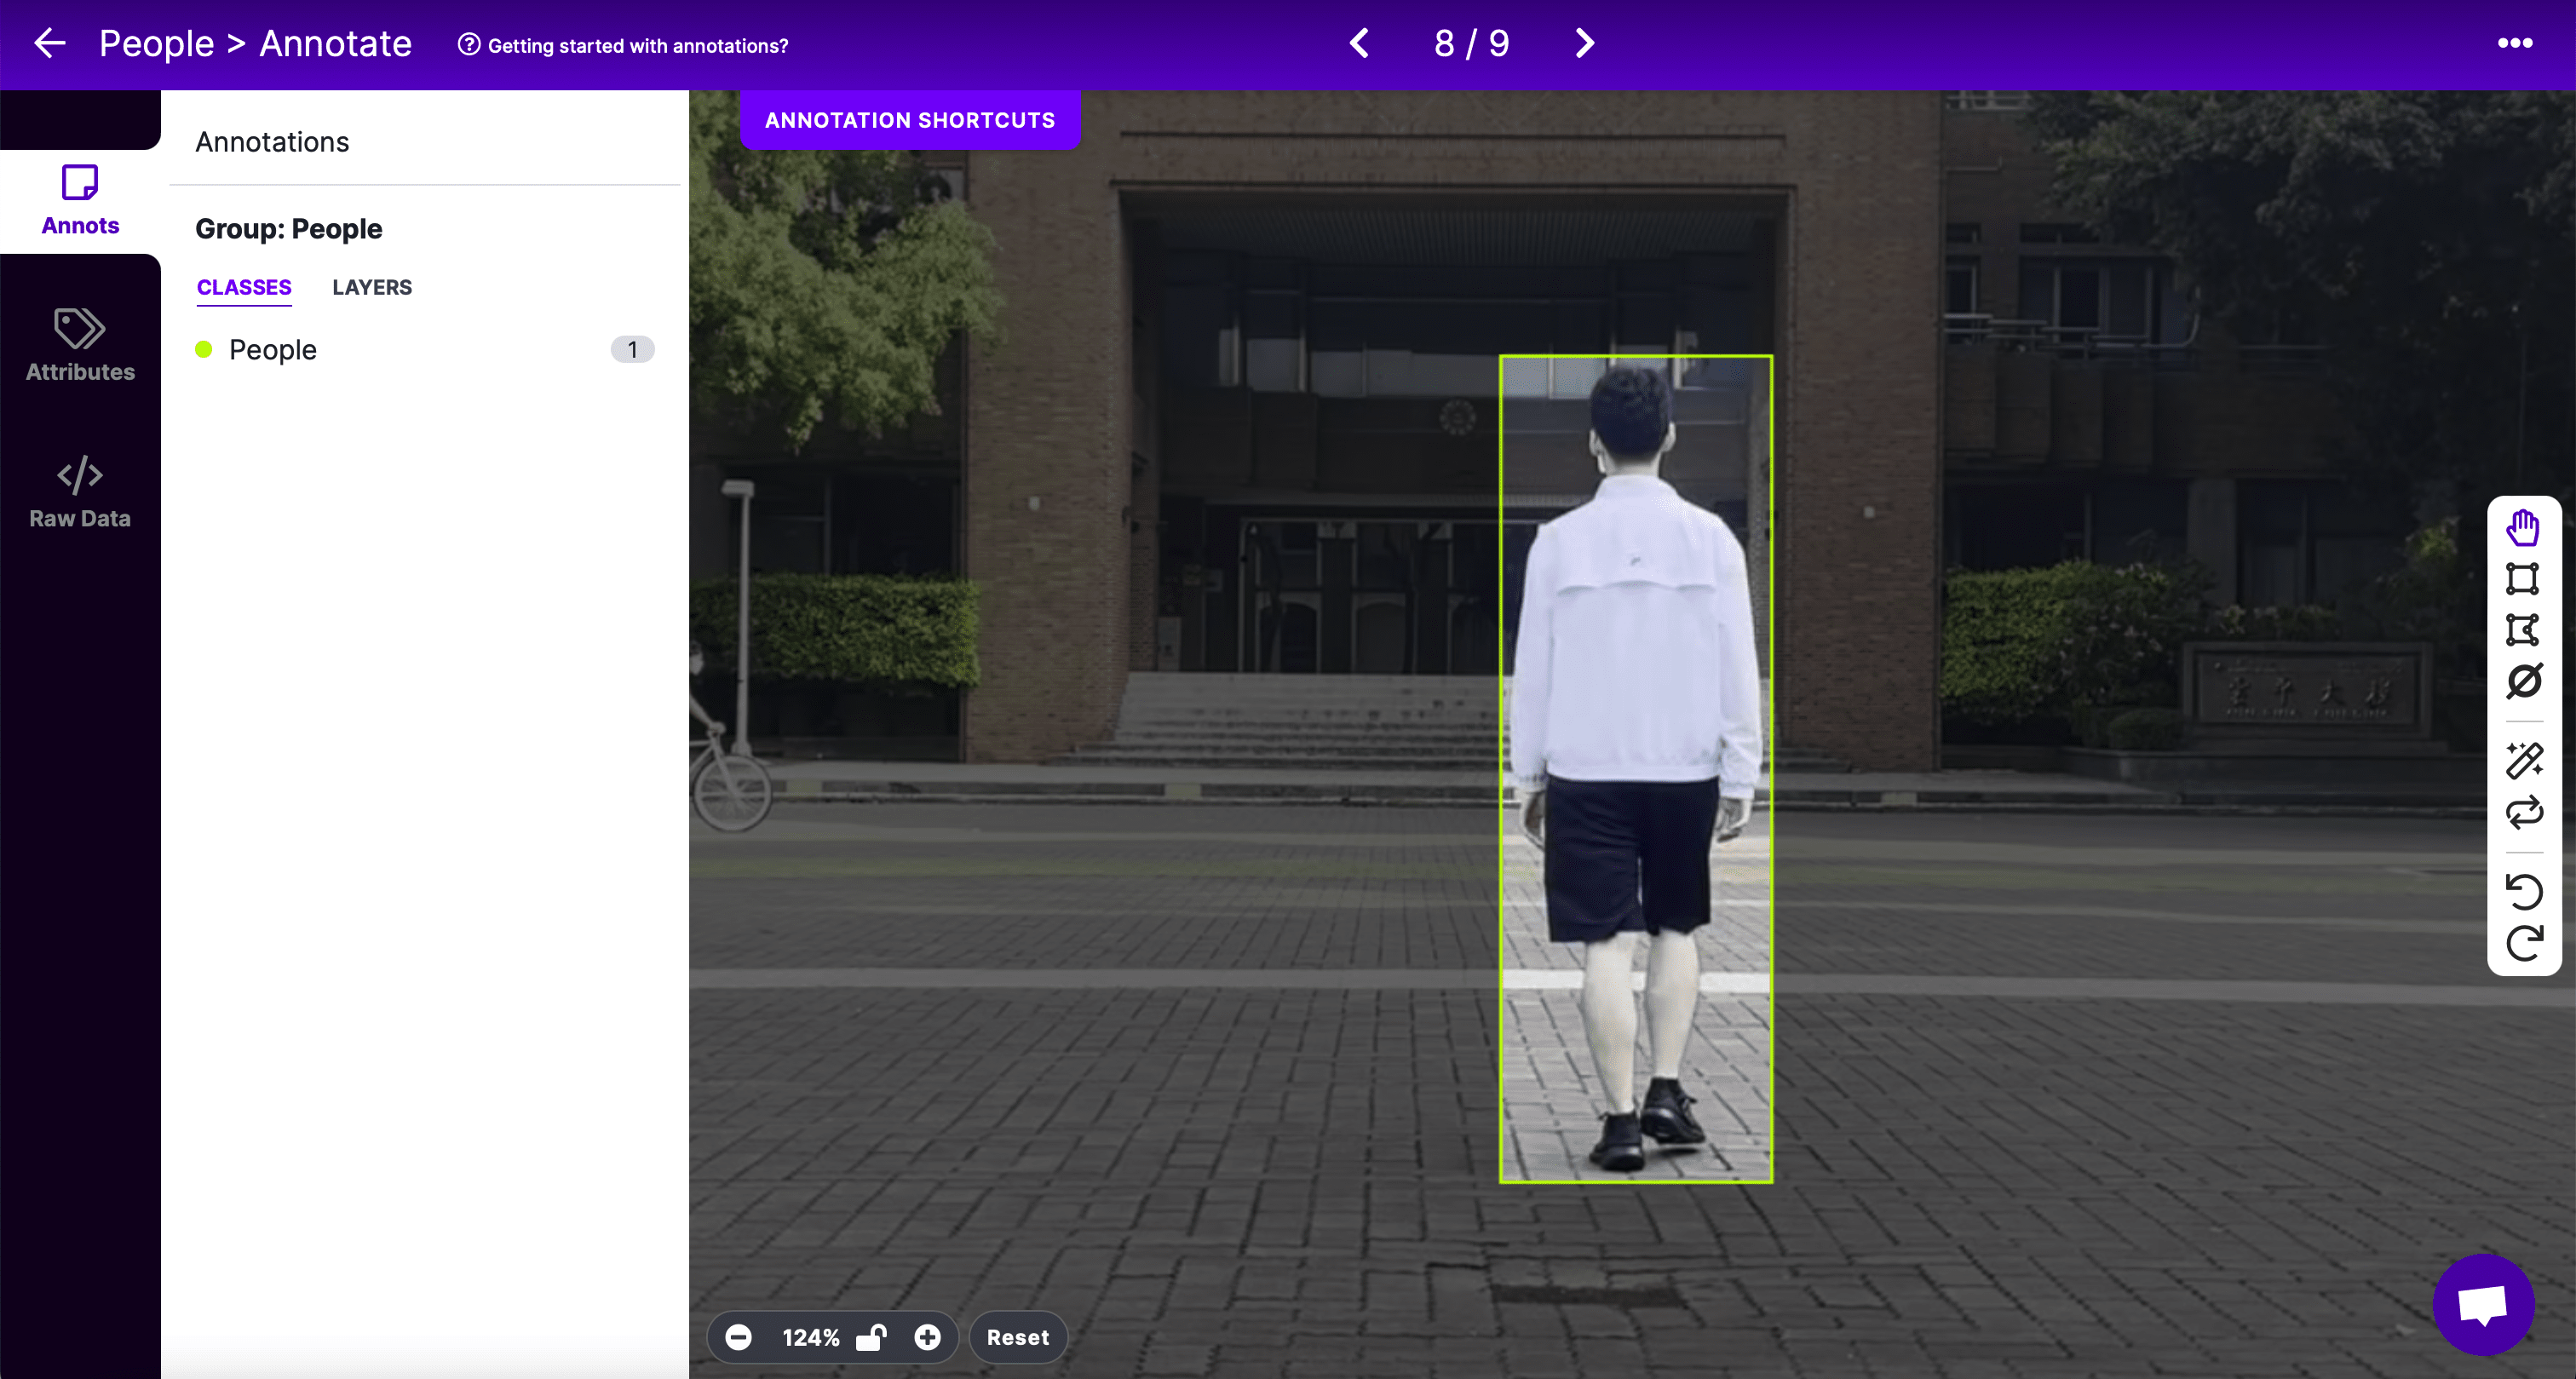 People > Annotate
Getting started with annotations?
8 / 9
Annots
Attributes
Raw Data
Annotations
Group: People
CLASSES
LAYERS
People
1
ANNOTATION SHORTCUTS
124%
Reset